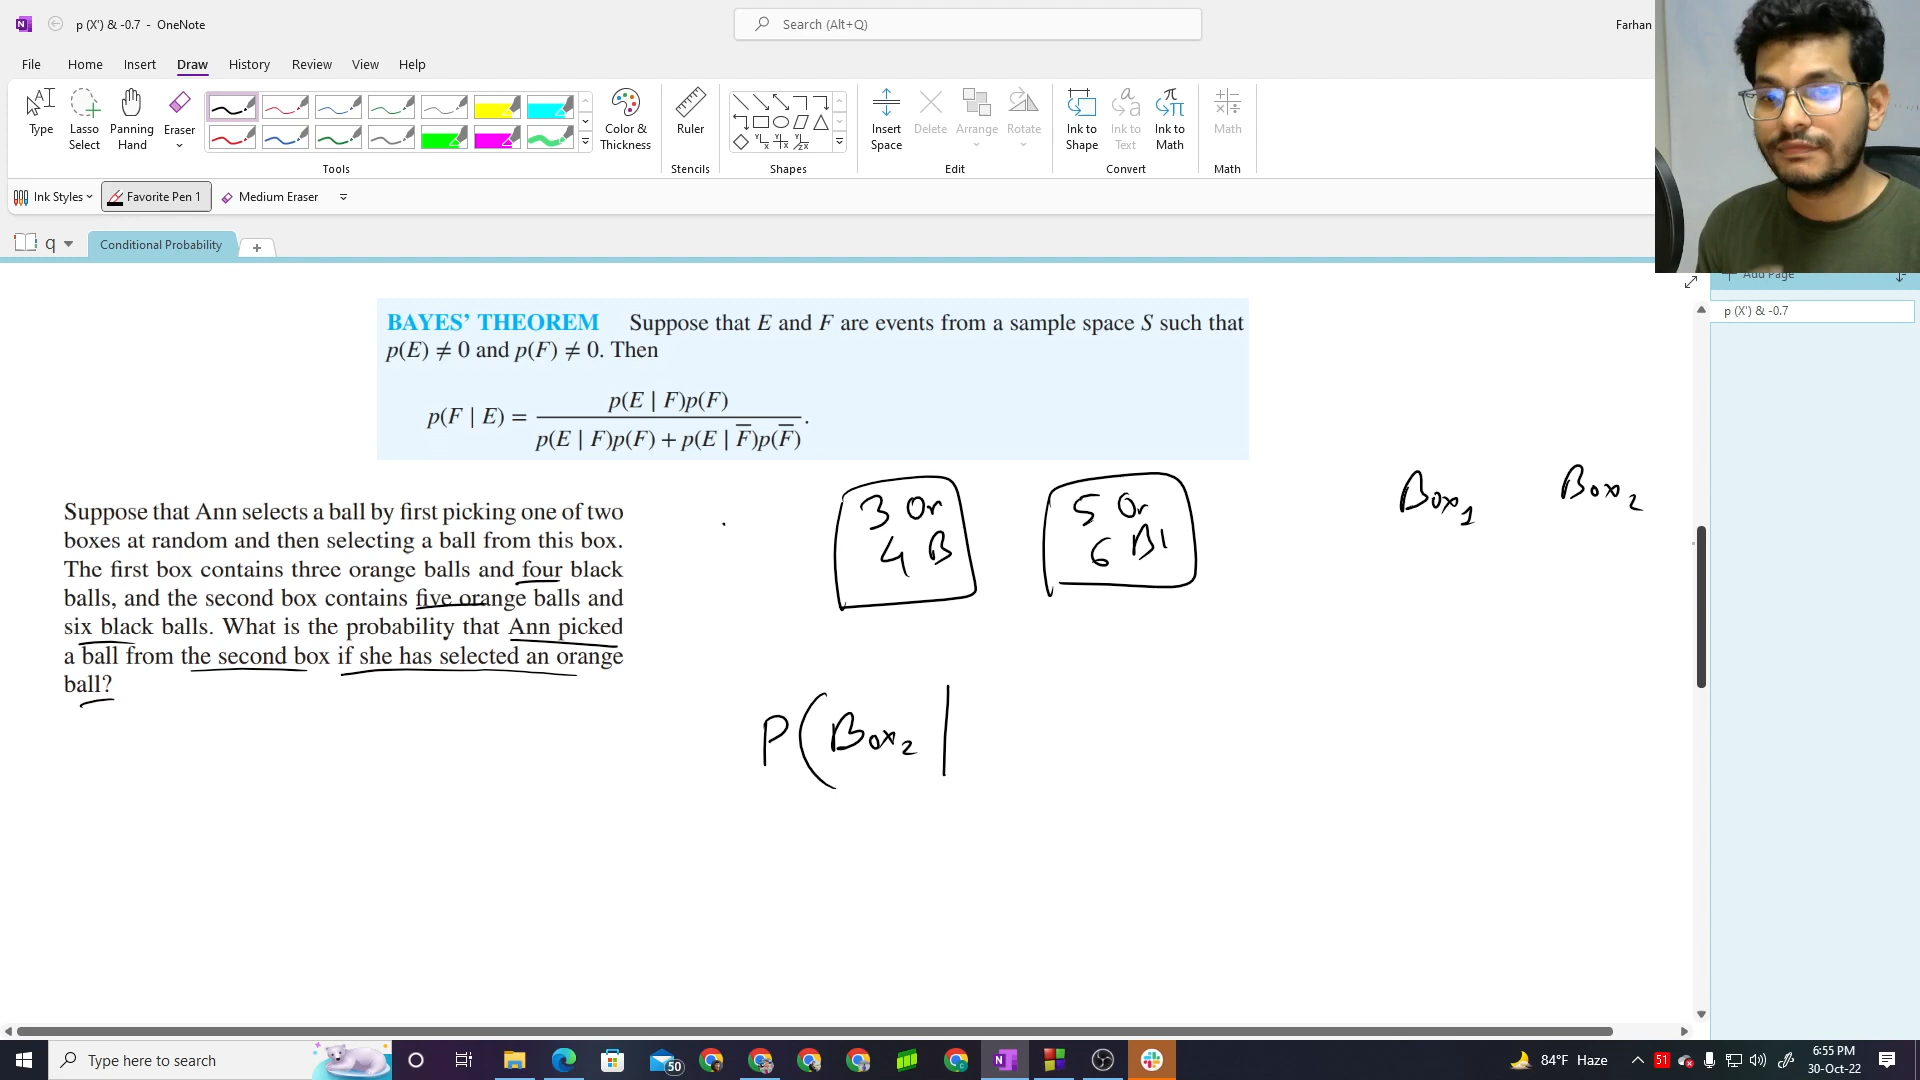 p (X') & -0.7 - OneNote
Search (Alt+Q)
Farhan
File Home Insert Draw History Review View Help
Type
Lasso Select
Panning Hand
Eraser
Color & Thickness
Ruler
Insert Space
Delete
Arrange
Rotate
Ink to Shape
Ink to Text
Ink to Math
Math
Tools
Stencils
Shapes
Edit
Convert
Math
Ink Styles
Favorite Pen 1
Medium Eraser
q
Conditional Probability
Add Page
p (X') & -0.7
BAYES' THEOREM Suppose that E and F are events from a sample space S such that
p(E) ≠ 0 and p(F) ≠ 0. Then
p(F | E) = p(E | F)p(F) / p(E | F)p(F) + p(E | F̅)p(F̅).
3 Or
4 B
5 Or
6 Bl
Box₁ Box₂
Suppose that Ann selects a ball by first picking one of two
boxes at random and then selecting a ball from this box.
The first box contains three orange balls and four black
balls, and the second box contains five orange balls and
six black balls. What is the probability that Ann picked
a ball from the second box if she has selected an orange
ball?
P(Box₂ |
Type here to search
50
51
84°F Haze
6:55 PM
30-Oct-22